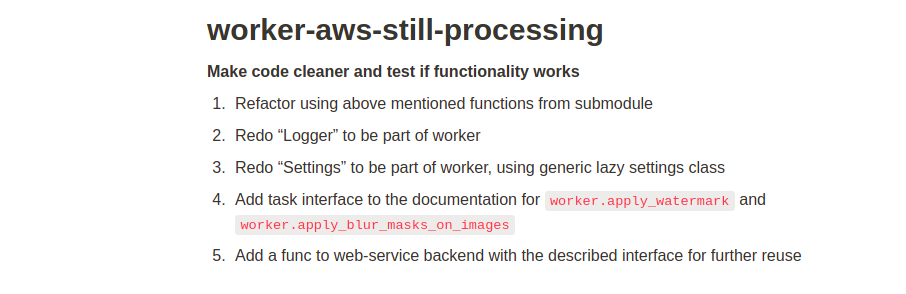 worker-aws-still-processing
Make code cleaner and test if functionality works
1. Refactor using above mentioned functions from submodule
2. Redo “Logger” to be part of worker
3. Redo “Settings” to be part of worker, using generic lazy settings class
4. Add task interface to the documentation for worker.apply_watermark and
worker.apply_blur_masks_on_images
5. Add a func to web-service backend with the described interface for further reuse